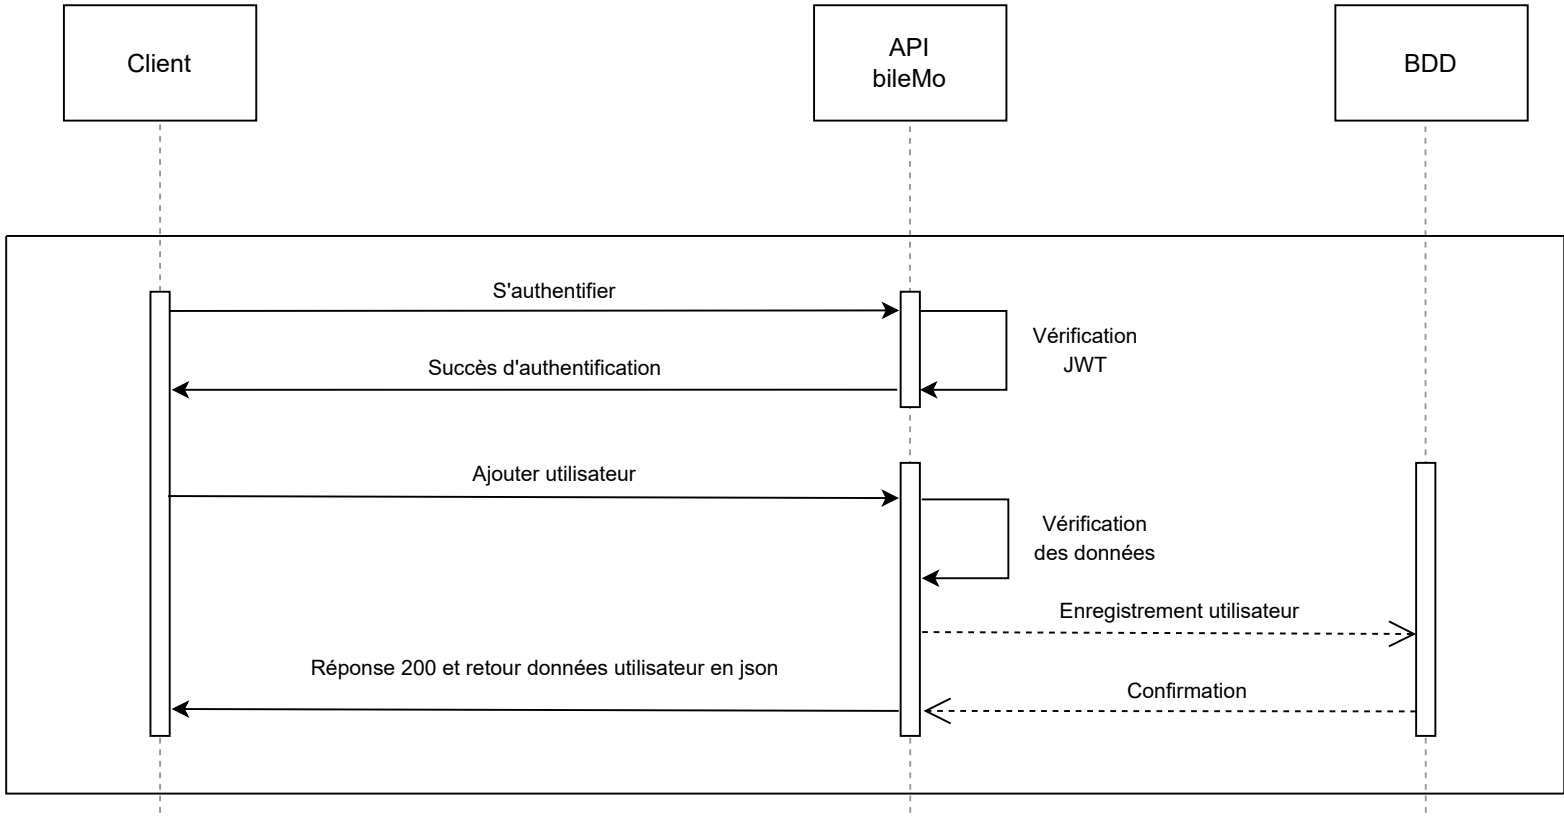 Client
API
bileMo
BDD
S'authentifier
Vérification
JWT
Succès d'authentification
Ajouter utilisateur
Vérification
des données
Enregistrement utilisateur
Réponse 200 et retour données utilisateur en json
Confirmation